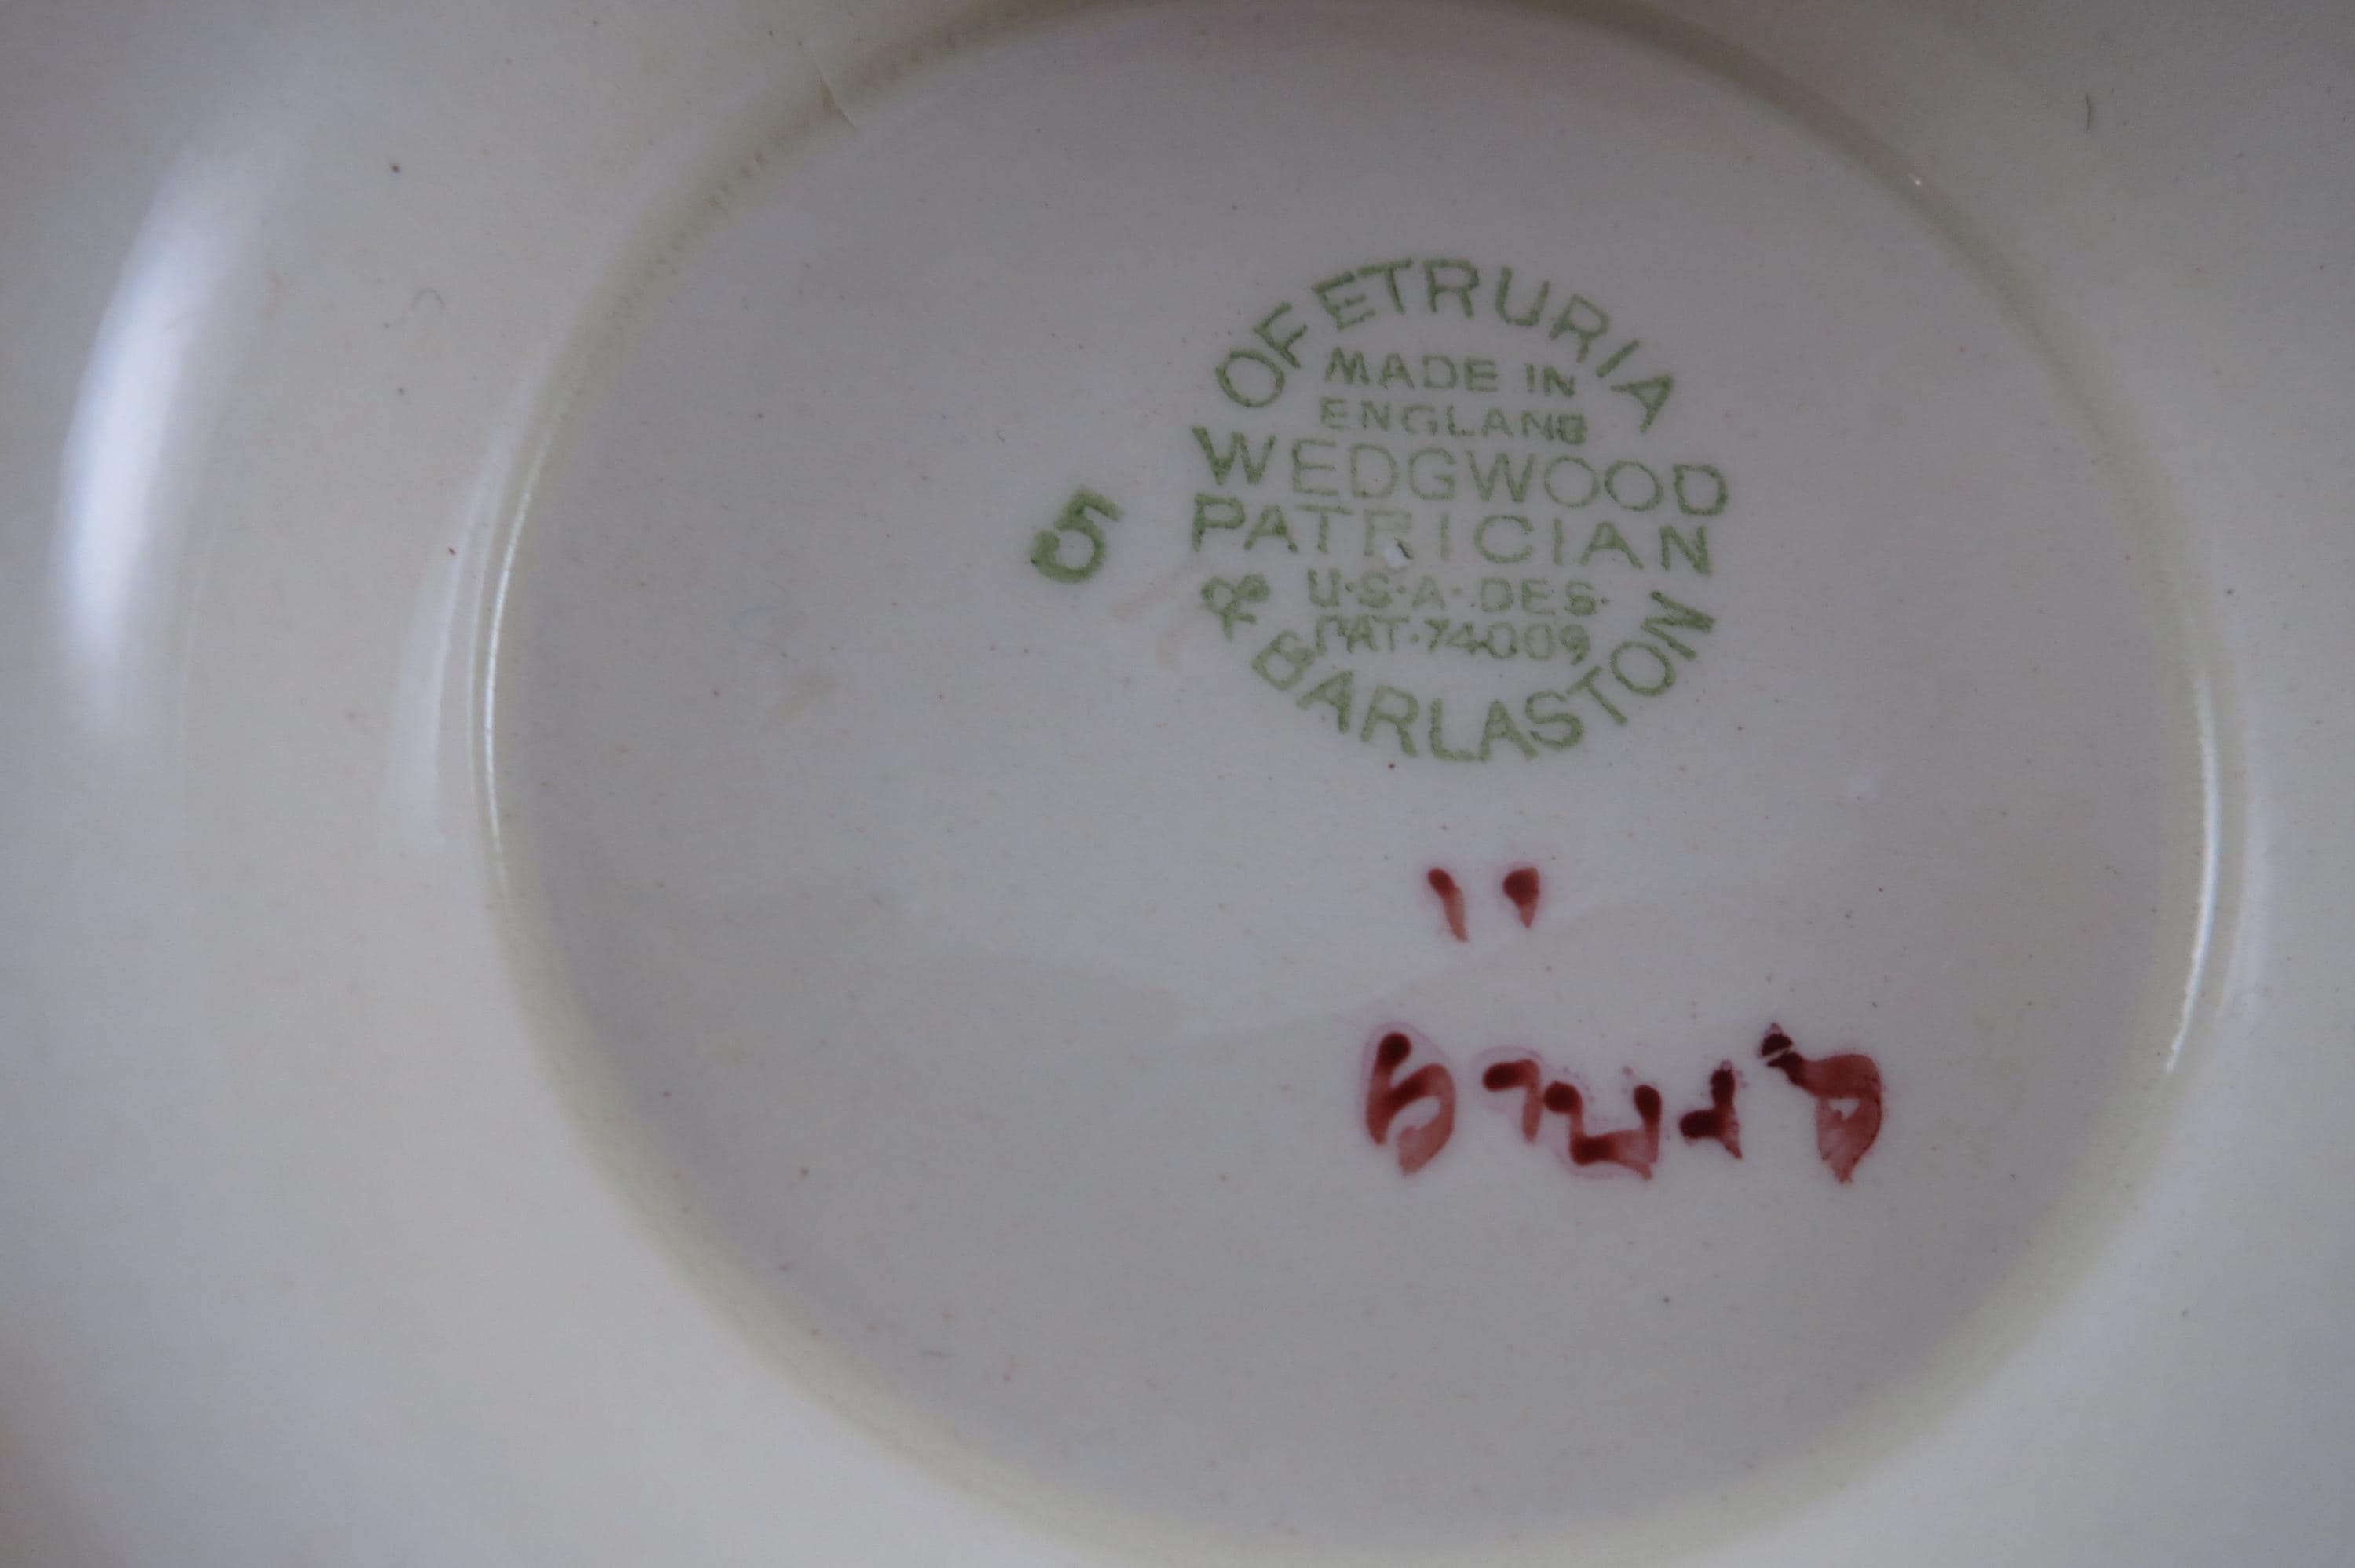 OF ETRURIA
MADE IN
ENGLAND
WEDGWOOD
PATRICIAN
U·S·A·DES·
PAT·74009
& BARLASTON
5